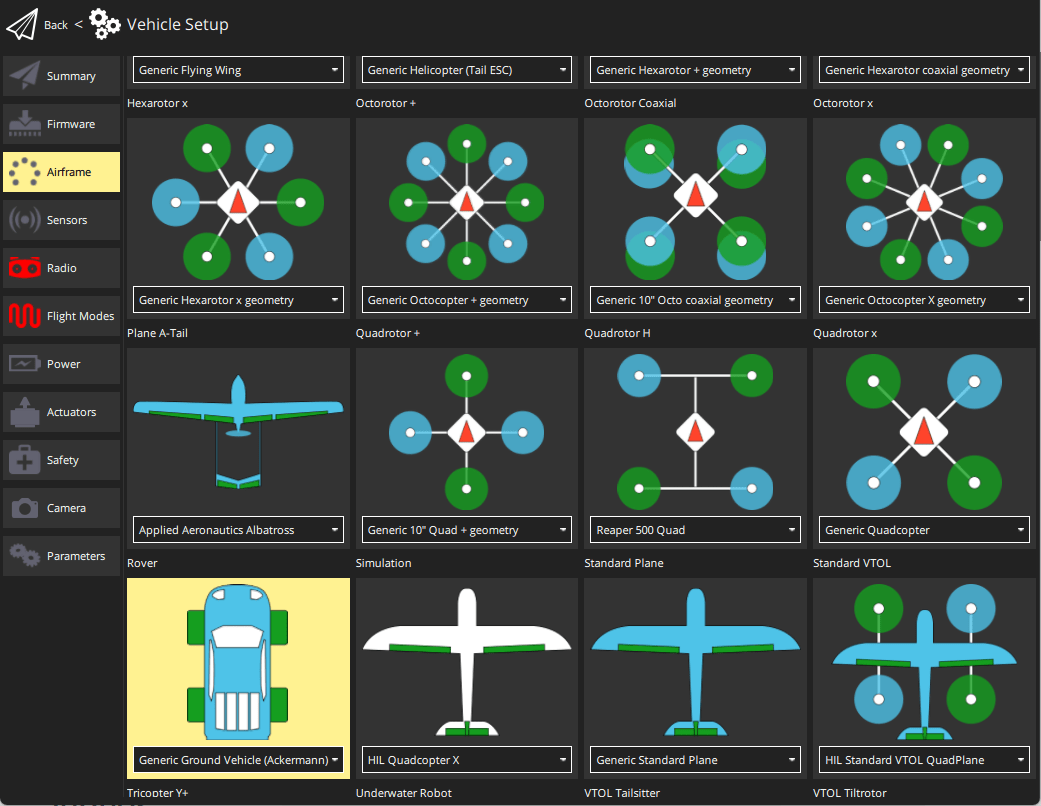 Back < Vehicle Setup
Summary
Firmware
Airframe
Sensors
Radio
Flight Modes
Power
Actuators
Safety
Camera
Parameters
Generic Flying Wing
Generic Helicopter (Tail ESC)
Generic Hexarotor + geometry
Generic Hexarotor coaxial geometry
Hexarotor x
Octorotor +
Octorotor Coaxial
Octorotor x
Generic Hexarotor x geometry
Generic Octocopter + geometry
Generic 10" Octo coaxial geometry
Generic Octocopter X geometry
Plane A-Tail
Quadrotor +
Quadrotor H
Quadrotor x
Applied Aeronautics Albatross
Generic 10" Quad + geometry
Reaper 500 Quad
Generic Quadcopter
Rover
Simulation
Standard Plane
Standard VTOL
Generic Ground Vehicle (Ackermann)
HIL Quadcopter X
Generic Standard Plane
HIL Standard VTOL QuadPlane
Tricopter Y+
Underwater Robot
VTOL Tailsitter
VTOL Tiltrotor